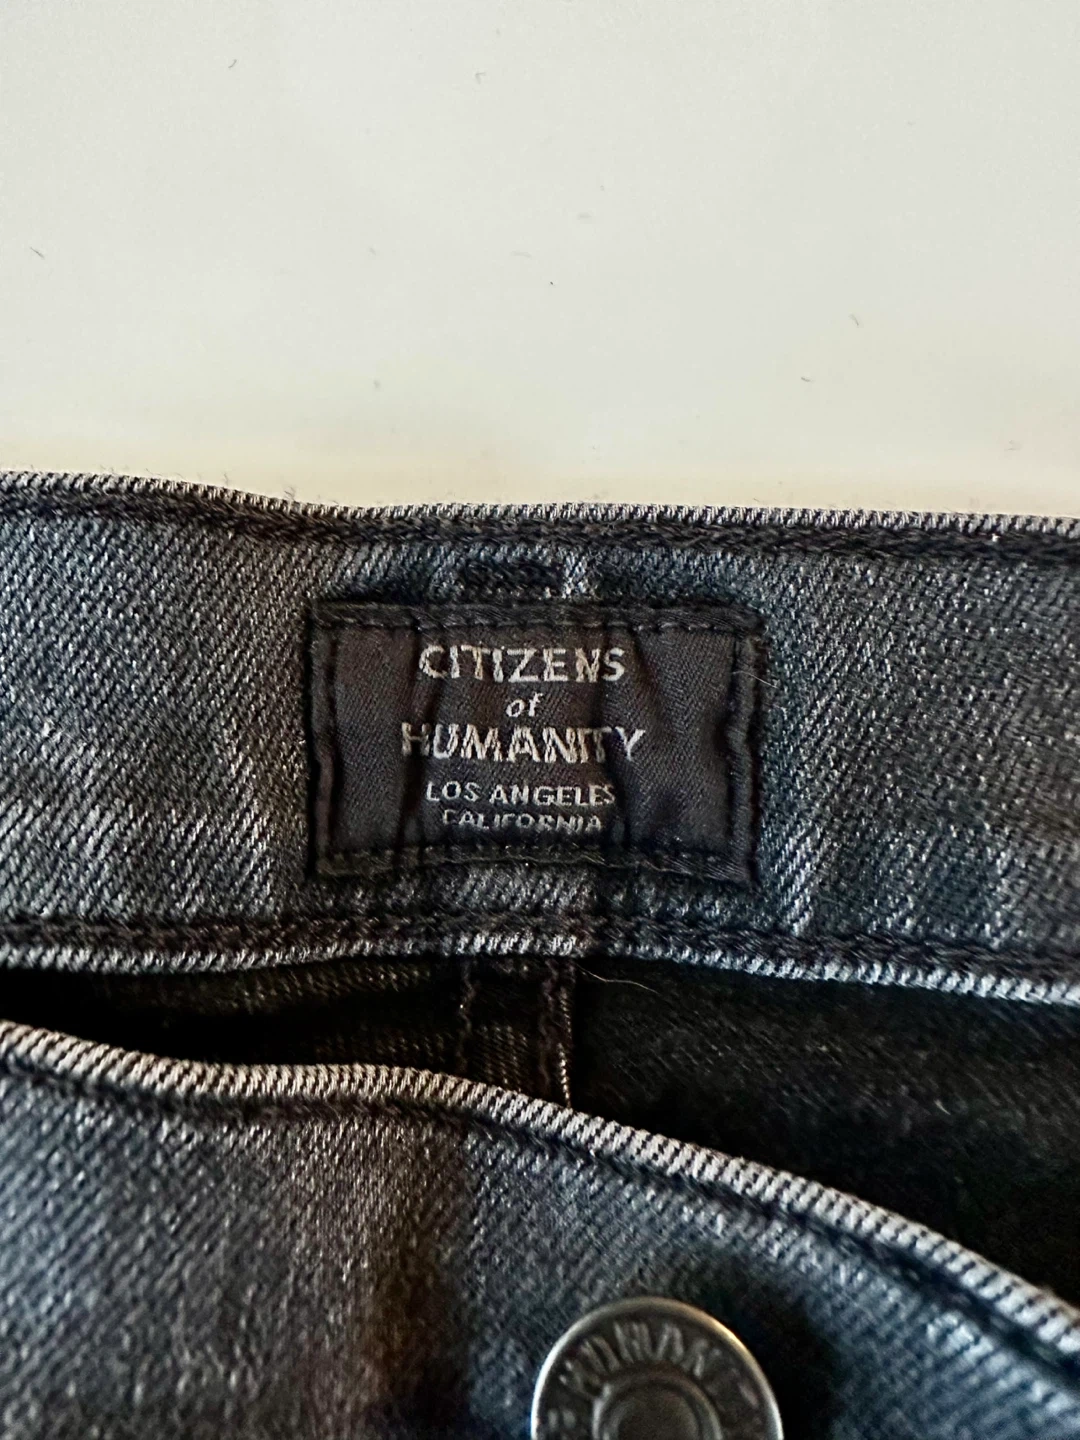 CITIZENS
of
HUMANITY
LOS ANGELES
CALIFORNIA